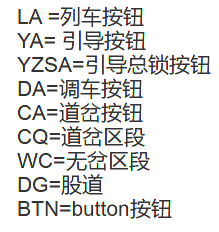 LA =列车按钮
YA= 引导按钮
YZSA=引导总锁按钮
DA=调车按钮
CA=道岔按钮
CQ=道岔区段
WC=无岔区段
DG=股道
BTN=button按钮